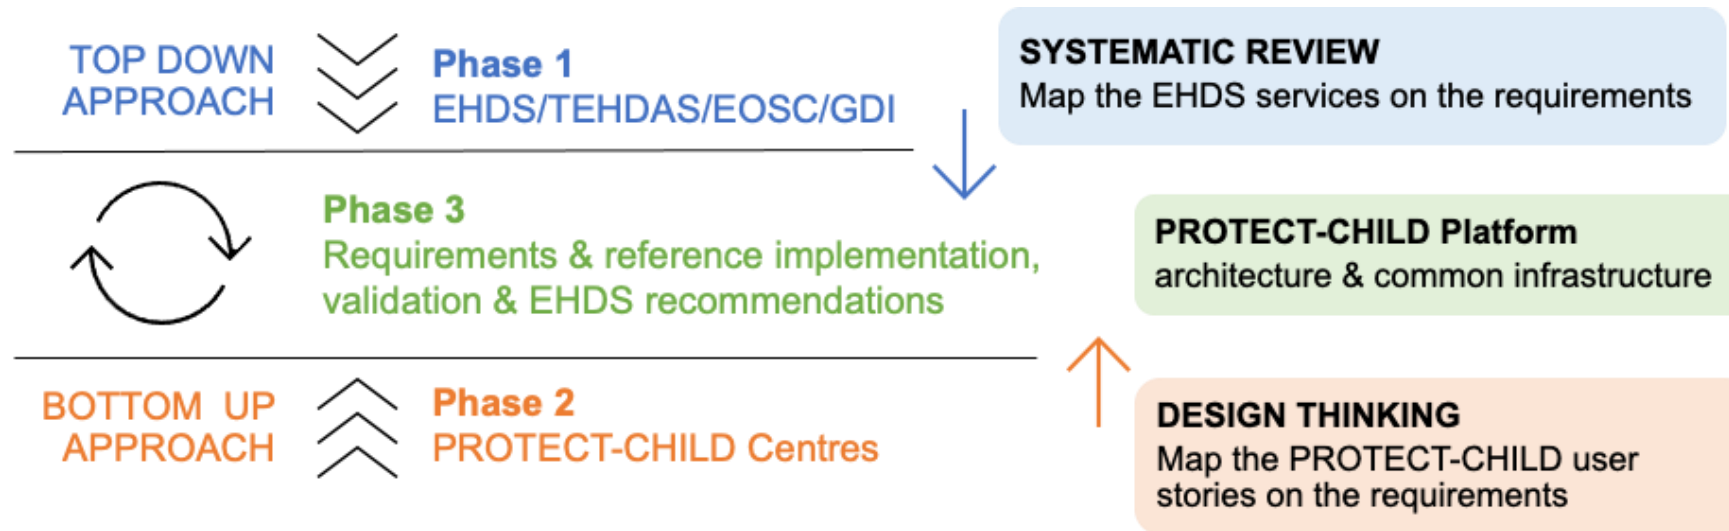 TOP DOWN
APPROACH
Phase 1
EHDS/TEHDAS/EOSC/GDI
SYSTEMATIC REVIEW
Map the EHDS services on the requirements
Phase 3
Requirements & reference implementation,
validation & EHDS recommendations
PROTECT-CHILD Platform
architecture & common infrastructure
BOTTOM UP
APPROACH
Phase 2
PROTECT-CHILD Centres
DESIGN THINKING
Map the PROTECT-CHILD user
stories on the requirements